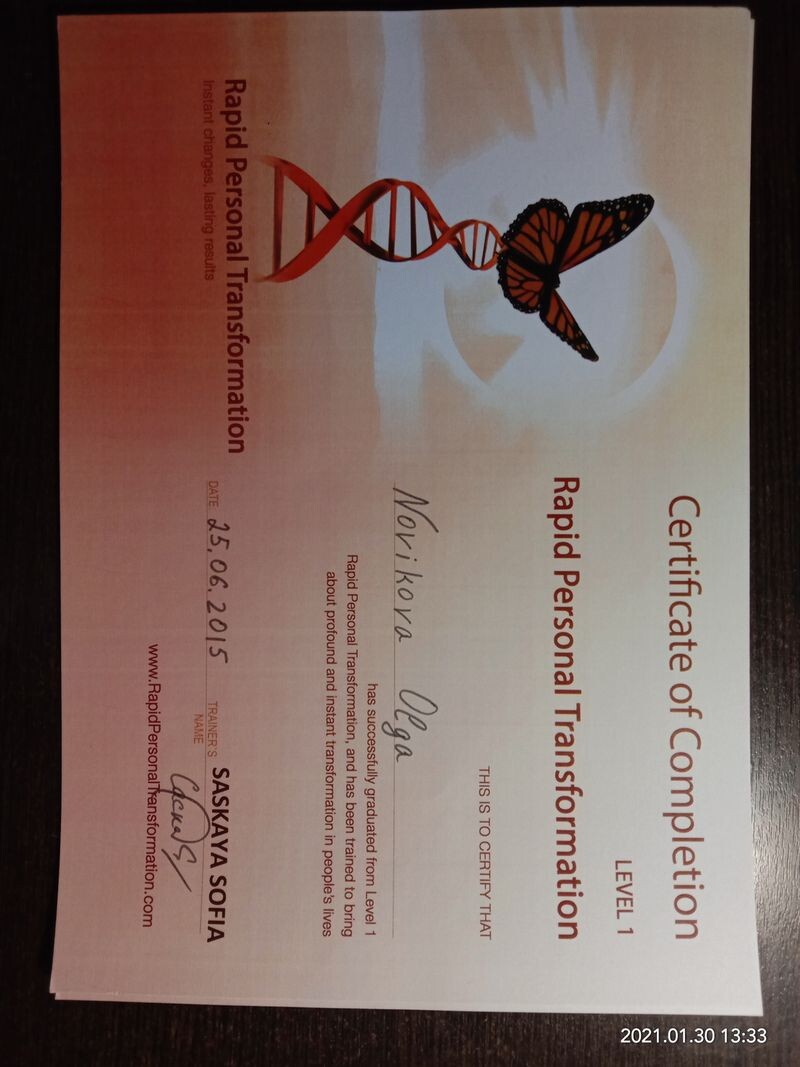 Certificate of Completion
LEVEL 1
Rapid Personal Transformation
THIS IS TO CERTIFY THAT
Novikova Olga
has successfully graduated from Level 1
Rapid Personal Transformation, and has been trained to bring
about profound and instant transformation in people's lives
Rapid Personal Transformation
Instant changes, lasting results
DATE 25.06.2015 TRAINER'S NAME SASKAYA SOFIA
www.RapidPersonalTransformation.com
2021.01.30 13:33